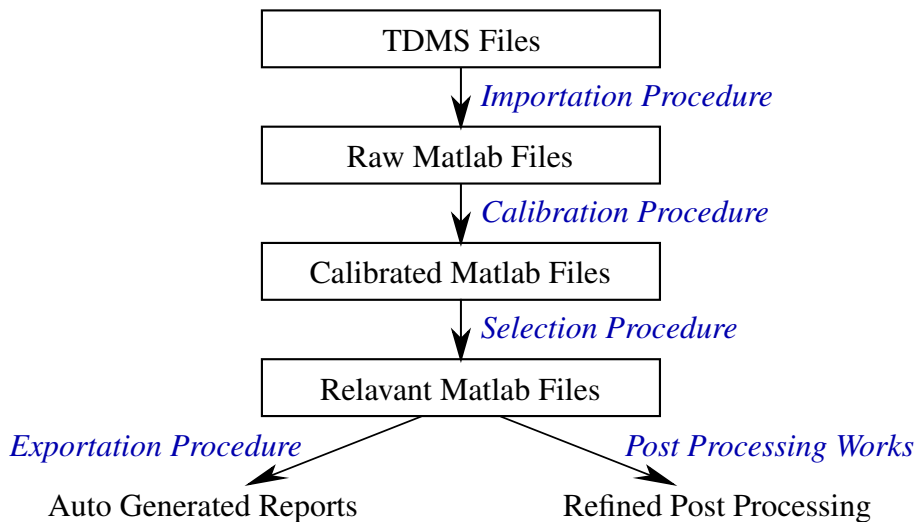 TDMS Files
Importation Procedure
Raw Matlab Files
Calibration Procedure
Calibrated Matlab Files
Selection Procedure
Relavant Matlab Files
Exportation Procedure
Post Processing Works
Auto Generated Reports
Refined Post Processing